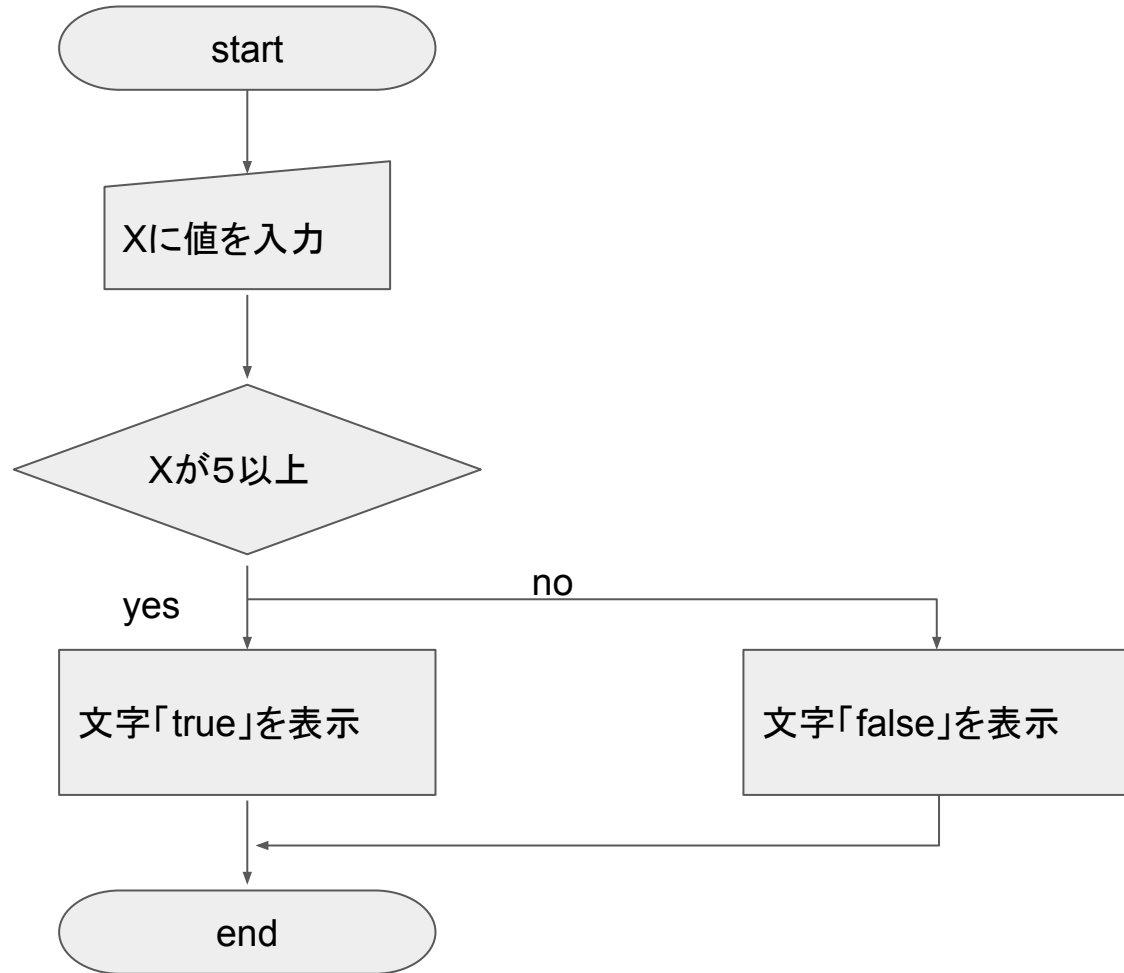 start
Xに値を入力
Xが５以上
yes
no
文字「true」を表示
文字「false」を表示
end